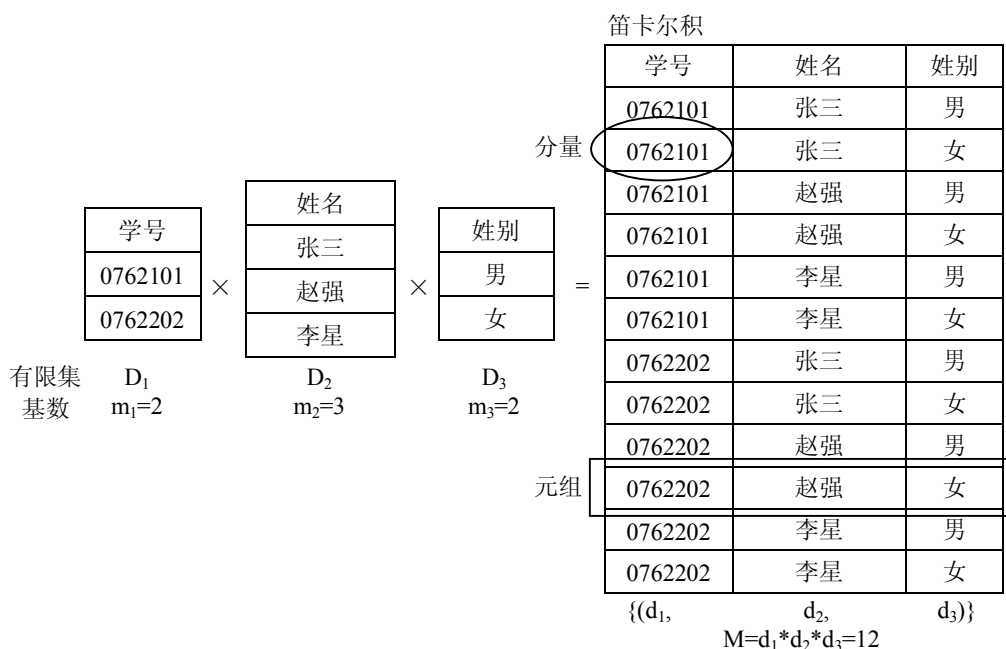 笛卡尔积
学号 姓名 姓别
0762101 张三 男
分量 0762101 张三 女
0762101 赵强 男
0762101 赵强 女
0762101 李星 男
0762101 李星 女
0762202 张三 男
0762202 张三 女
0762202 赵强 男
元组 0762202 赵强 女
0762202 李星 男
0762202 李星 女
{(d₁, d₂, d₃)}
M=d₁*d₂*d₃=12
学号
0762101
0762202
×
姓名
张三
赵强
李星
×
姓别
男
女
=
有限集 D₁ D₂ D₃
基数 m₁=2 m₂=3 m₃=2